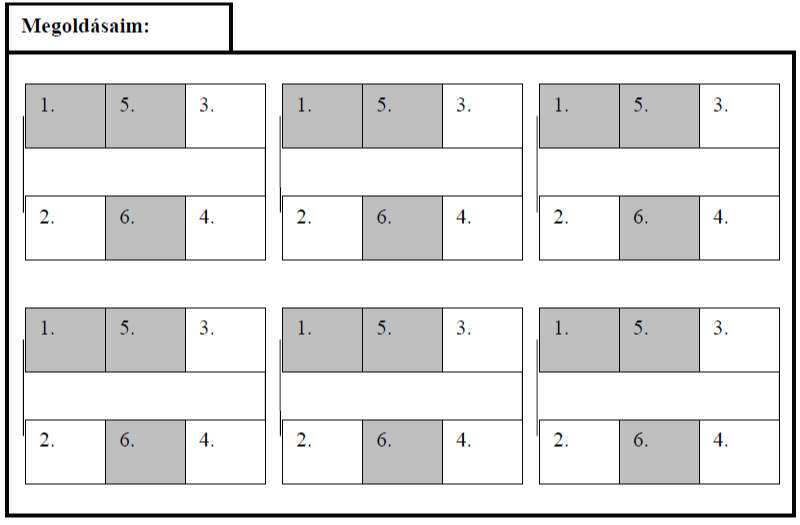 Megoldásaim:
1. 5. 3. 1. 5. 3. 1. 5. 3.
2. 6. 4. 2. 6. 4. 2. 6. 4.
1. 5. 3. 1. 5. 3. 1. 5. 3.
2. 6. 4. 2. 6. 4. 2. 6. 4.